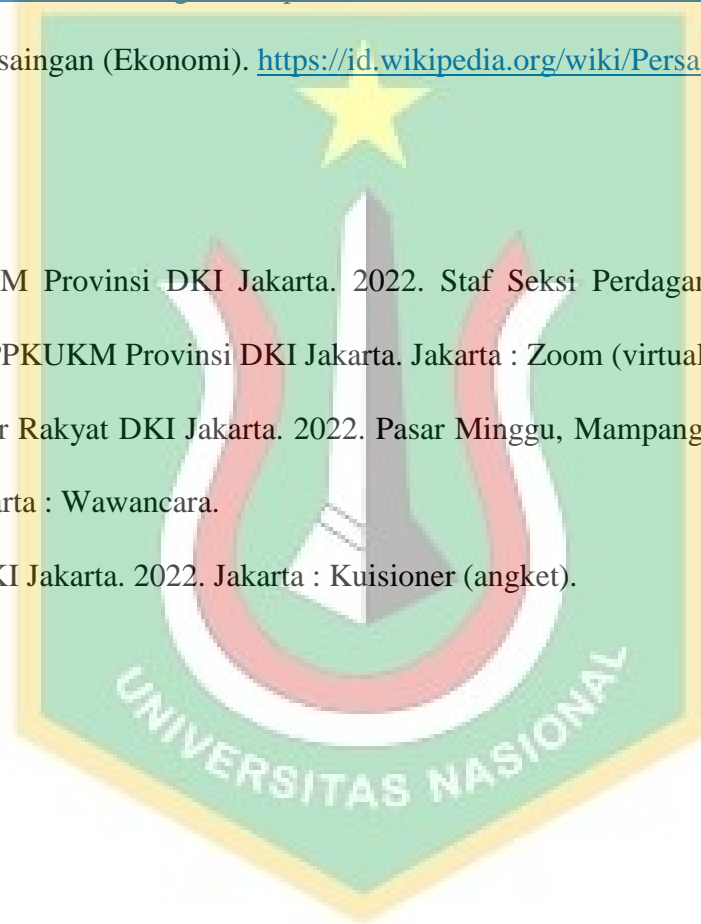 saingan (Ekonomi). https://id.wikipedia.org/wiki/Persa
M Provinsi DKI Jakarta. 2022. Staf Seksi Perdagan
PPKUKM Provinsi DKI Jakarta. Jakarta : Zoom (virtual
r Rakyat DKI Jakarta. 2022. Pasar Minggu, Mampang
arta : Wawancara.
KI Jakarta. 2022. Jakarta : Kuisioner (angket).
UNIVERSITAS NASIONAL